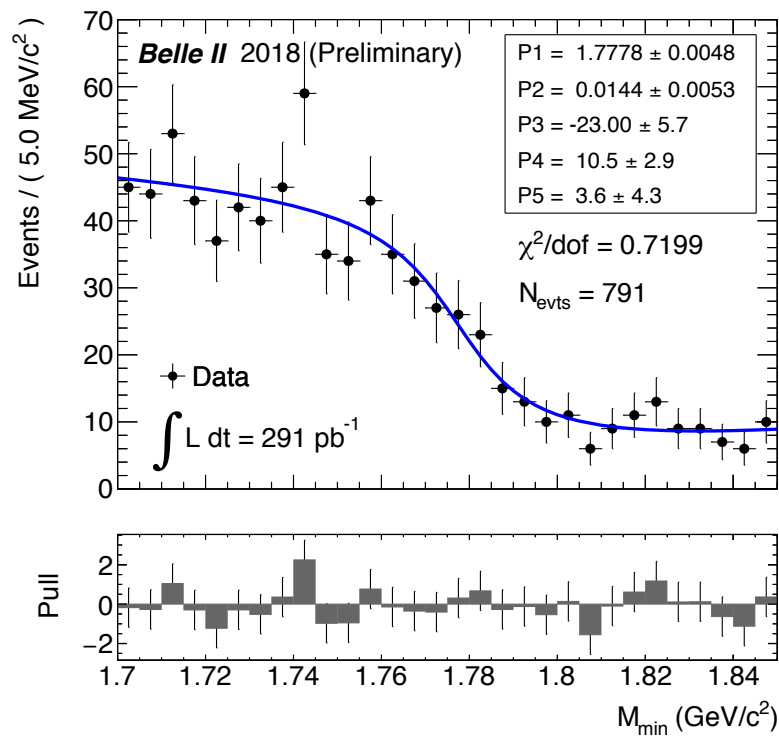 Belle II 2018 (Preliminary)
P1 = 1.7778 ± 0.0048
P2 = 0.0144 ± 0.0053
P3 = -23.00 ± 5.7
P4 = 10.5 ± 2.9
P5 = 3.6 ± 4.3
χ²/dof = 0.7199
N_evts = 791
Data
∫ L dt = 291 pb⁻¹
Events / ( 5.0 MeV/c² )
70
60
50
40
30
20
10
0
Pull
2
0
−2
1.7 1.72 1.74 1.76 1.78 1.8 1.82 1.84
M_min (GeV/c²)